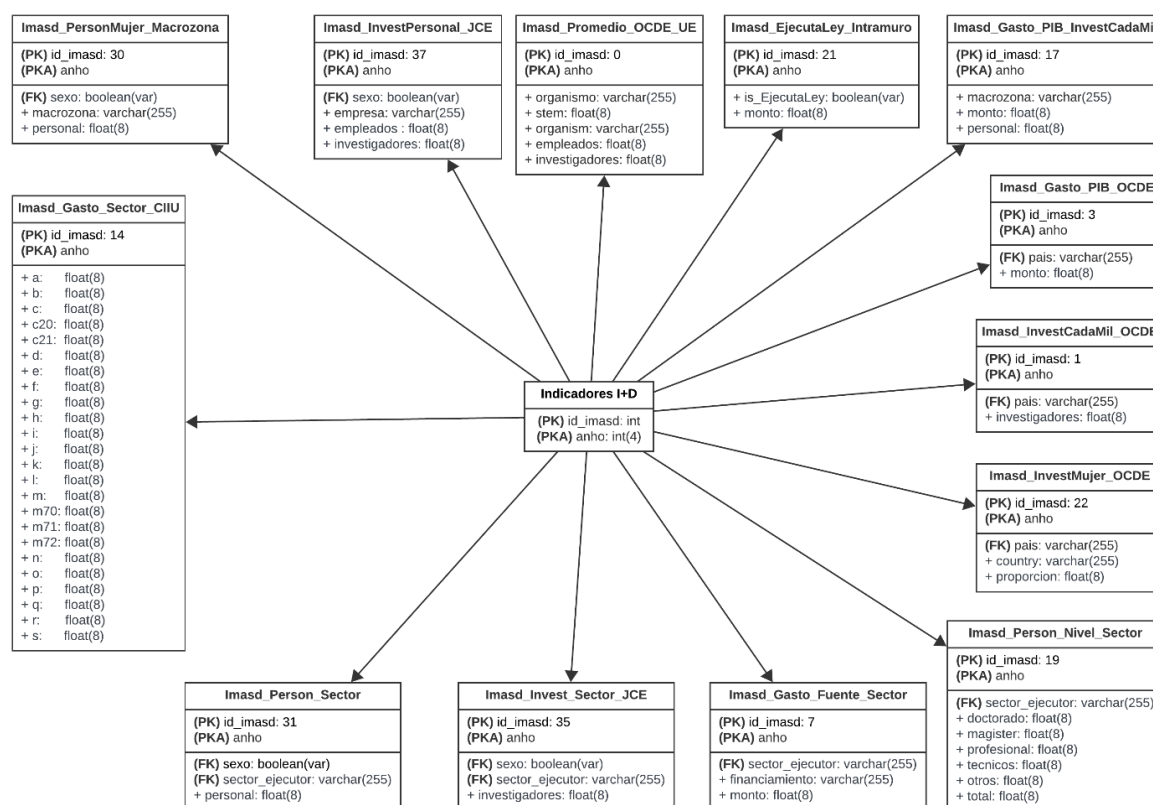 Imasd_PersonMujer_Macrozona
(PK) id_imasd: 30
(PKA) anho
(FK) sexo: boolean(var)
+ macrozona: varchar(255)
+ personal: float(8)
Imasd_InvestPersonal_JCE
(PK) id_imasd: 37
(PKA) anho
(FK) sexo: boolean(var)
+ empresa: varchar(255)
+ empleados : float(8)
+ investigadores: float(8)
Imasd_Promedio_OCDE_UE
(PK) id_imasd: 0
(PKA) anho
+ organismo: varchar(255)
+ stem: float(8)
+ organism: varchar(255)
+ empleados: float(8)
+ investigadores: float(8)
Imasd_EjecutaLey_Intramuro
(PK) id_imasd: 21
(PKA) anho
+ is_EjecutaLey: boolean(var)
+ monto: float(8)
Imasd_Gasto_PIB_InvestCadaMil
(PK) id_imasd: 17
(PKA) anho
+ macrozona: varchar(255)
+ monto: float(8)
+ personal: float(8)
Imasd_Gasto_PIB_OCDE
(PK) id_imasd: 3
(PKA) anho
(FK) pais: varchar(255)
+ monto: float(8)
Imasd_Gasto_Sector_CIIU
(PK) id_imasd: 14
(PKA) anho
+ a: float(8)
+ b: float(8)
+ c: float(8)
+ c20: float(8)
+ c21: float(8)
+ d: float(8)
+ e: float(8)
+ f: float(8)
+ g: float(8)
+ h: float(8)
+ i: float(8)
+ j: float(8)
+ k: float(8)
+ l: float(8)
+ m: float(8)
+ m70: float(8)
+ m71: float(8)
+ m72: float(8)
+ n: float(8)
+ o: float(8)
+ p: float(8)
+ q: float(8)
+ r: float(8)
+ s: float(8)
Indicadores I+D
(PK) id_imasd: int
(PKA) anho: int(4)
Imasd_InvestCadaMil_OCDE
(PK) id_imasd: 1
(PKA) anho
(FK) pais: varchar(255)
+ investigadores: float(8)
Imasd_InvestMujer_OCDE
(PK) id_imasd: 22
(PKA) anho
(FK) pais: varchar(255)
+ country: varchar(255)
+ proporcion: float(8)
Imasd_Person_Sector
(PK) id_imasd: 31
(PKA) anho
(FK) sexo: boolean(var)
(FK) sector_ejecutor: varchar(255)
+ personal: float(8)
Imasd_Invest_Sector_JCE
(PK) id_imasd: 35
(PKA) anho
(FK) sexo: boolean(var)
(FK) sector_ejecutor: varchar(255)
+ investigadores: float(8)
Imasd_Gasto_Fuente_Sector
(PK) id_imasd: 7
(PKA) anho
(FK) sector_ejecutor: varchar(255)
+ financiamiento: varchar(255)
+ monto: float(8)
Imasd_Person_Nivel_Sector
(PK) id_imasd: 19
(PKA) anho
(FK) sector_ejecutor: varchar(255)
+ doctorado: float(8)
+ magister: float(8)
+ profesional: float(8)
+ tecnicos: float(8)
+ otros: float(8)
+ total: float(8)